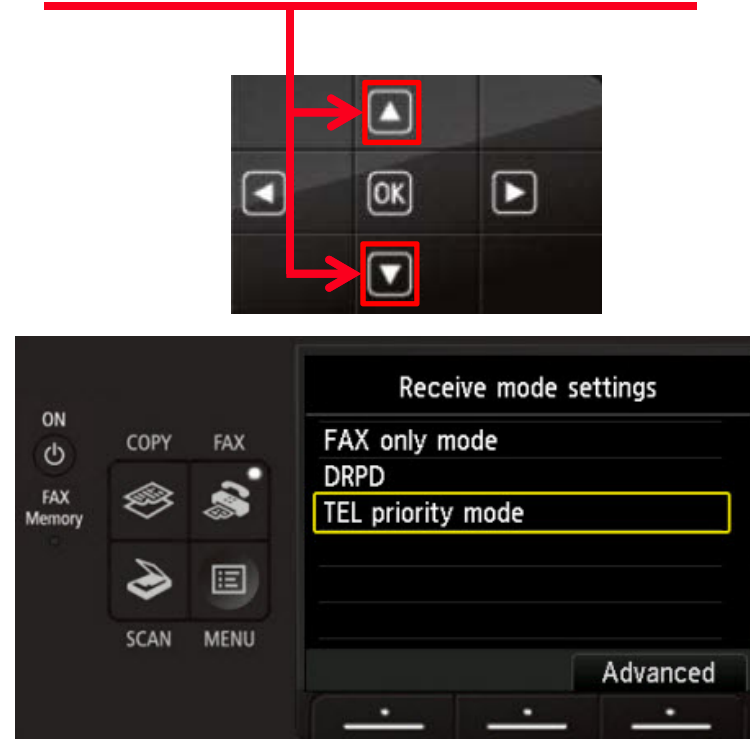 OK
Receive mode settings
FAX only mode
DRPD
TEL priority mode
Advanced
ON
COPY FAX
FAX
Memory
SCAN MENU